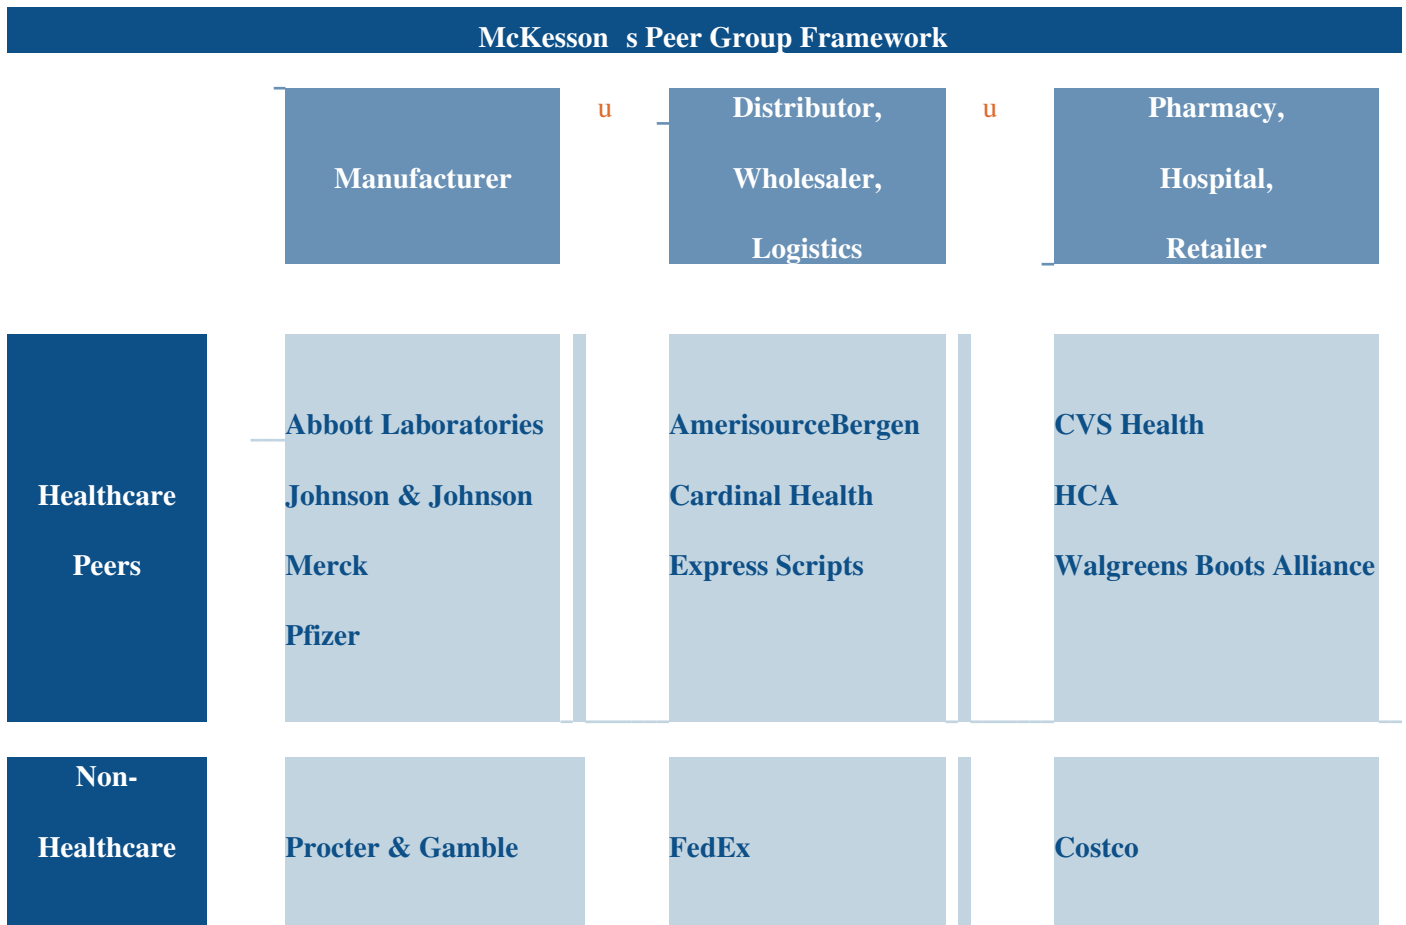 McKesson s Peer Group Framework
Manufacturer
u
Distributor,
Wholesaler,
Logistics
u
Pharmacy,
Hospital,
Retailer
Healthcare
Peers
Abbott Laboratories
Johnson & Johnson
Merck
Pfizer
AmerisourceBergen
Cardinal Health
Express Scripts
CVS Health
HCA
Walgreens Boots Alliance
Non-
Healthcare
Procter & Gamble
FedEx
Costco